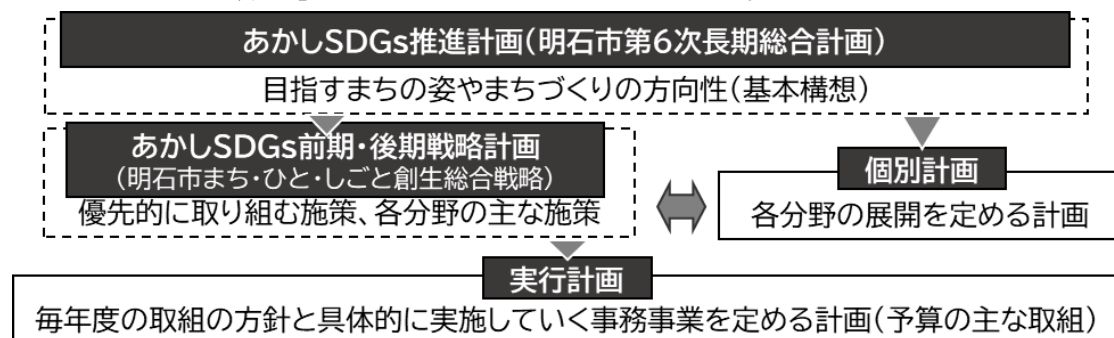 あかしSDGs推進計画(明石市第6次長期総合計画)
目指すまちの姿やまちづくりの方向性(基本構想)
あかしSDGs前期・後期戦略計画
(明石市まち・ひと・しごと創生総合戦略)
優先的に取り組む施策、各分野の主な施策
個別計画
各分野の展開を定める計画
実行計画
毎年度の取組の方針と具体的に実施していく事務事業を定める計画(予算の主な取組)